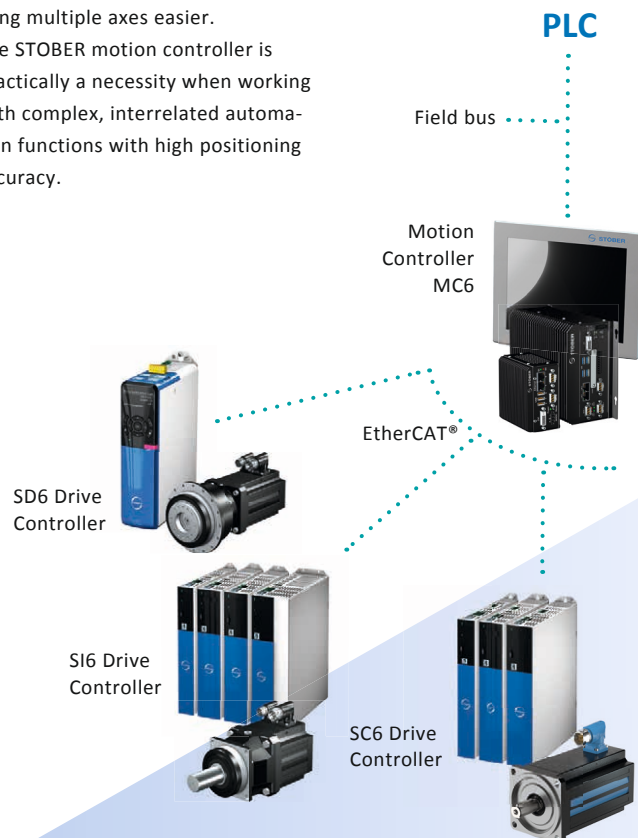 ng multiple axes easier.
e STOBER motion controller is
actically a necessity when working
th complex, interrelated automa-
n functions with high positioning
curacy.
PLC
Field bus
STOBER
Motion
Controller
MC6
EtherCAT®
SD6 Drive
Controller
SI6 Drive
Controller
SC6 Drive
Controller